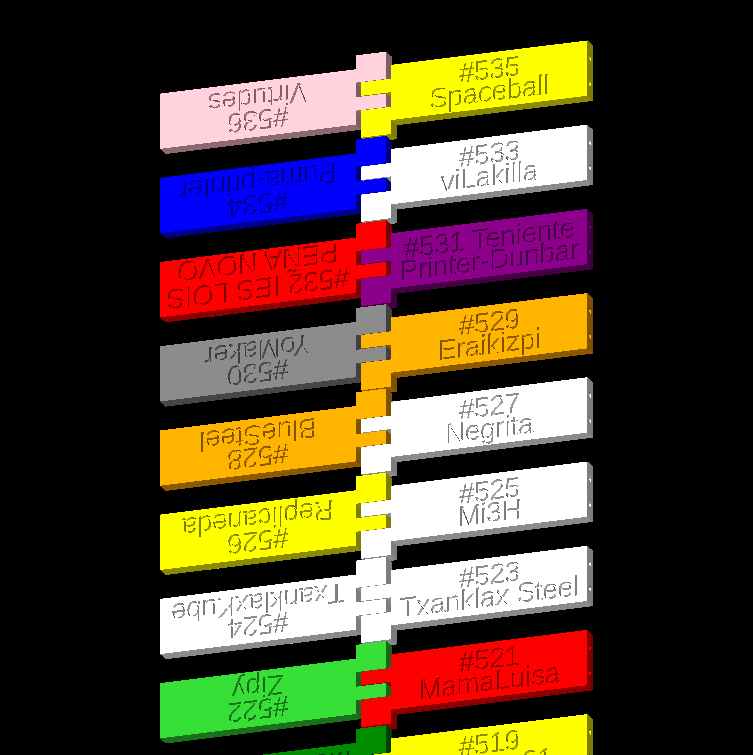 #535
Spaceball
#536
Virtudes
#533
viLakilla
#534
Puma-printer
#531 Teniente
Printer-Dunbar
#532 IES LOIS
PENA NOVO
#529
Eraikizpi
#530
YoMaker
#527
Negrita
#528
BlueSteel
#525
Mi3H
#526
Replicaneda
#523
Txanklax Steel
#524
TxanklaxKube
#521
MamaLuisa
#522
Zipy
#519